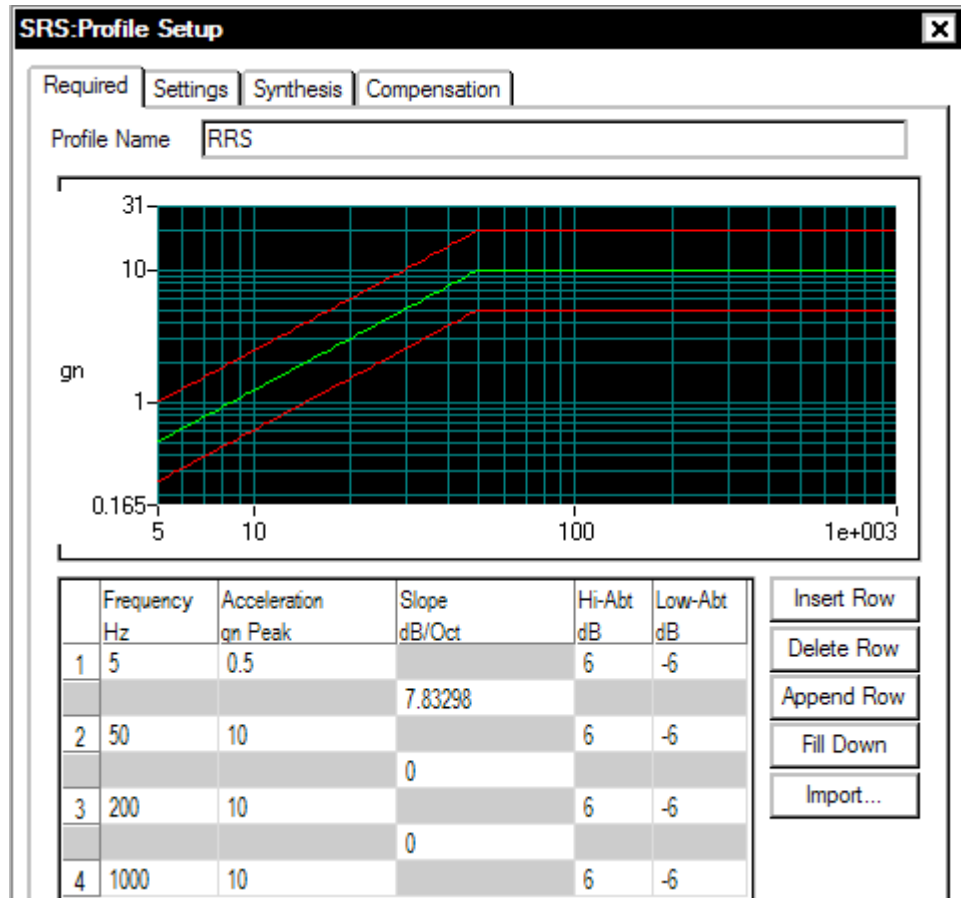 SRS:Profile Setup
Required Settings Synthesis Compensation
Profile Name RRS
31
10
gn
1
0.165
5 10 100 1e+003
Frequency Acceleration Slope Hi-Abt Low-Abt
Hz gn Peak dB/Oct dB dB
1 5 0.5 6 -6
7.83298
2 50 10 6 -6
0
3 200 10 6 -6
0
4 1000 10 6 -6
Insert Row
Delete Row
Append Row
Fill Down
Import...